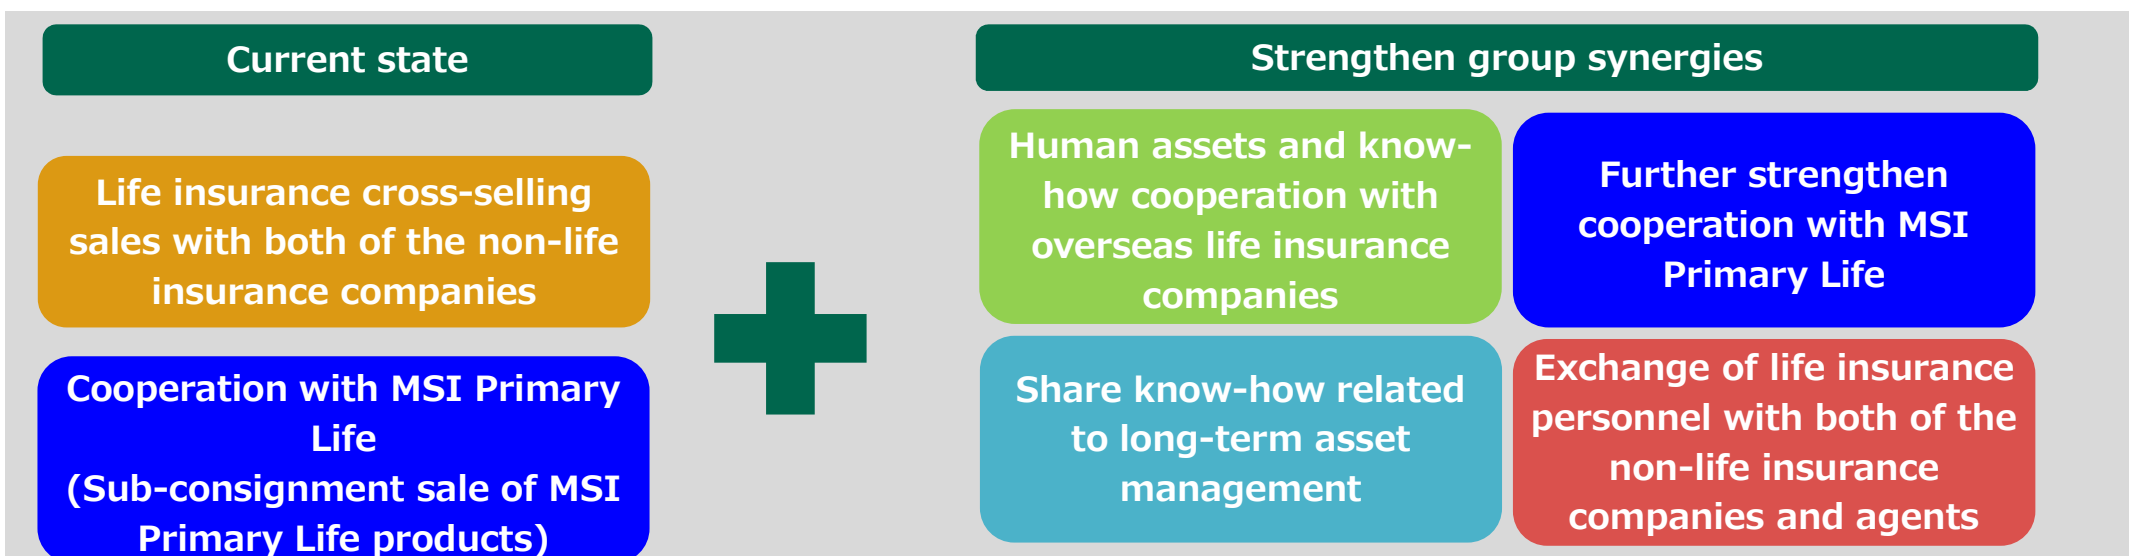 Current state
Life insurance cross-selling
sales with both of the non-life
insurance companies
Cooperation with MSI Primary
Life
(Sub-consignment sale of MSI
Primary Life products)
Strengthen group synergies
Human assets and know-
how cooperation with
overseas life insurance
companies
Further strengthen
cooperation with MSI
Primary Life
Share know-how related
to long-term asset
management
Exchange of life insurance
personnel with both of the
non-life insurance
companies and agents